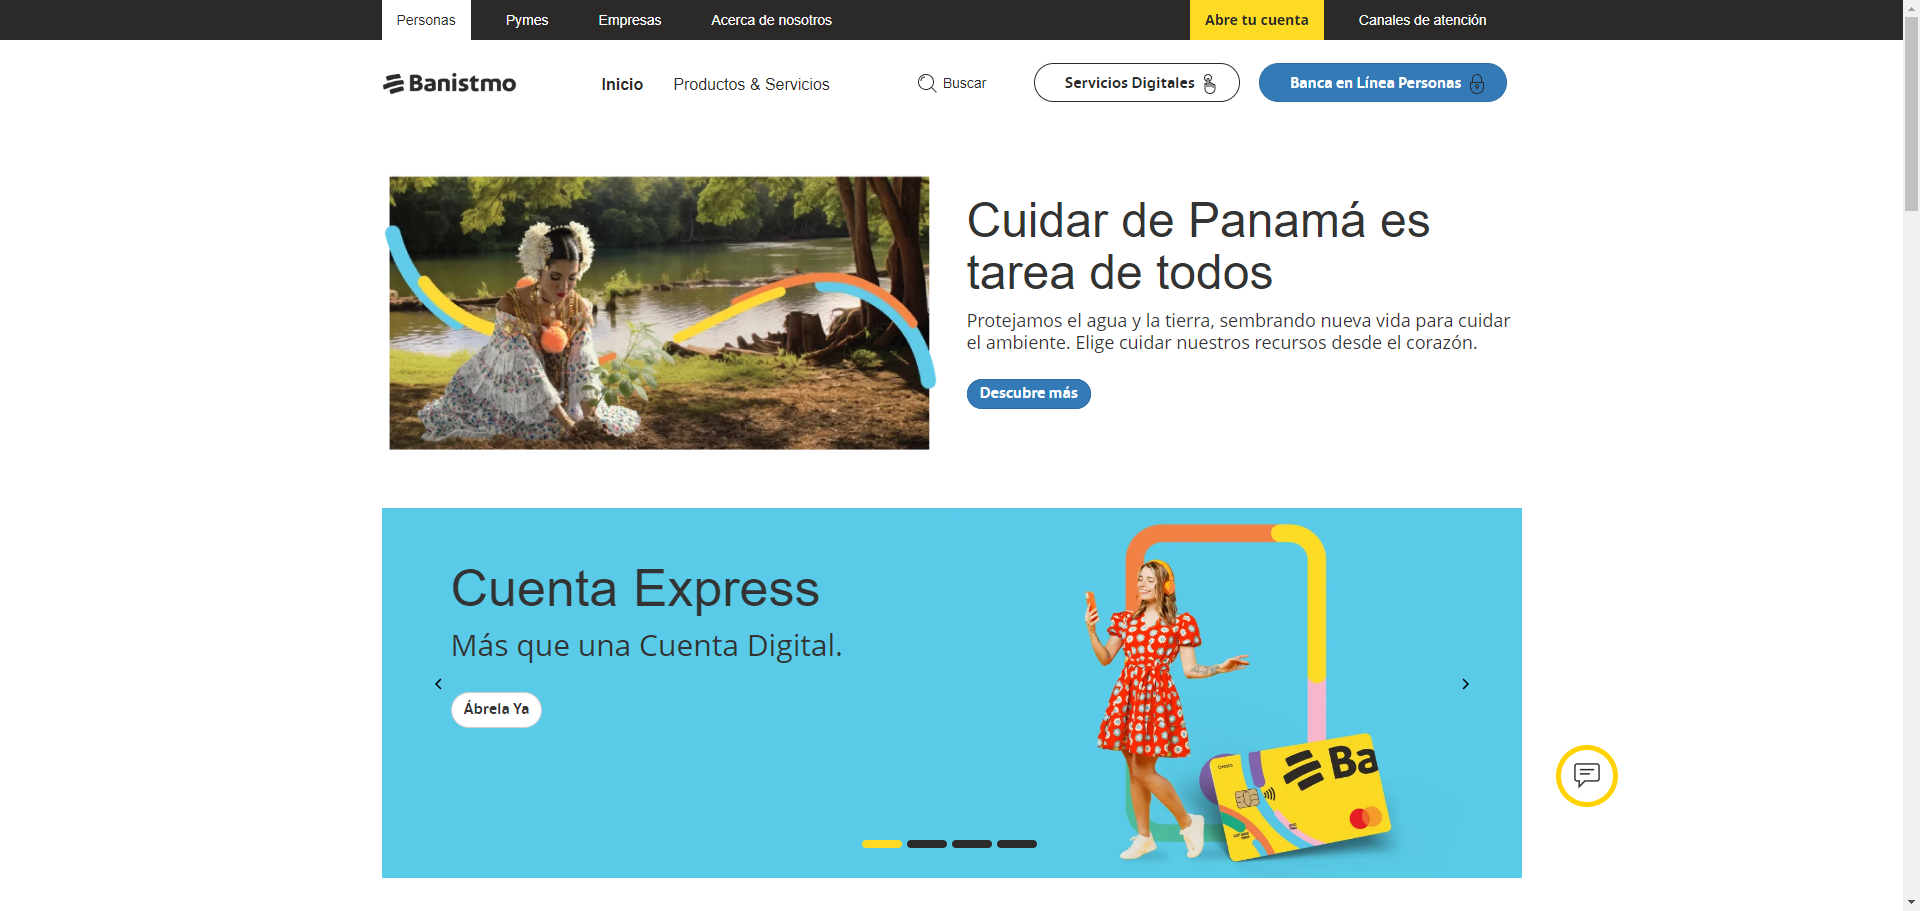 Personas
Pymes
Empresas
Acerca de nosotros
Abre tu cuenta
Canales de atención
Banistmo
Inicio
Productos & Servicios
Buscar
Servicios Digitales
Banca en Línea Personas
Cuidar de Panamá es
tarea de todos
Protejamos el agua y la tierra, sembrando nueva vida para cuidar
el ambiente. Elige cuidar nuestros recursos desde el corazón.
Descubre más
Cuenta Express
Más que una Cuenta Digital.
Ábrela Ya
Ba